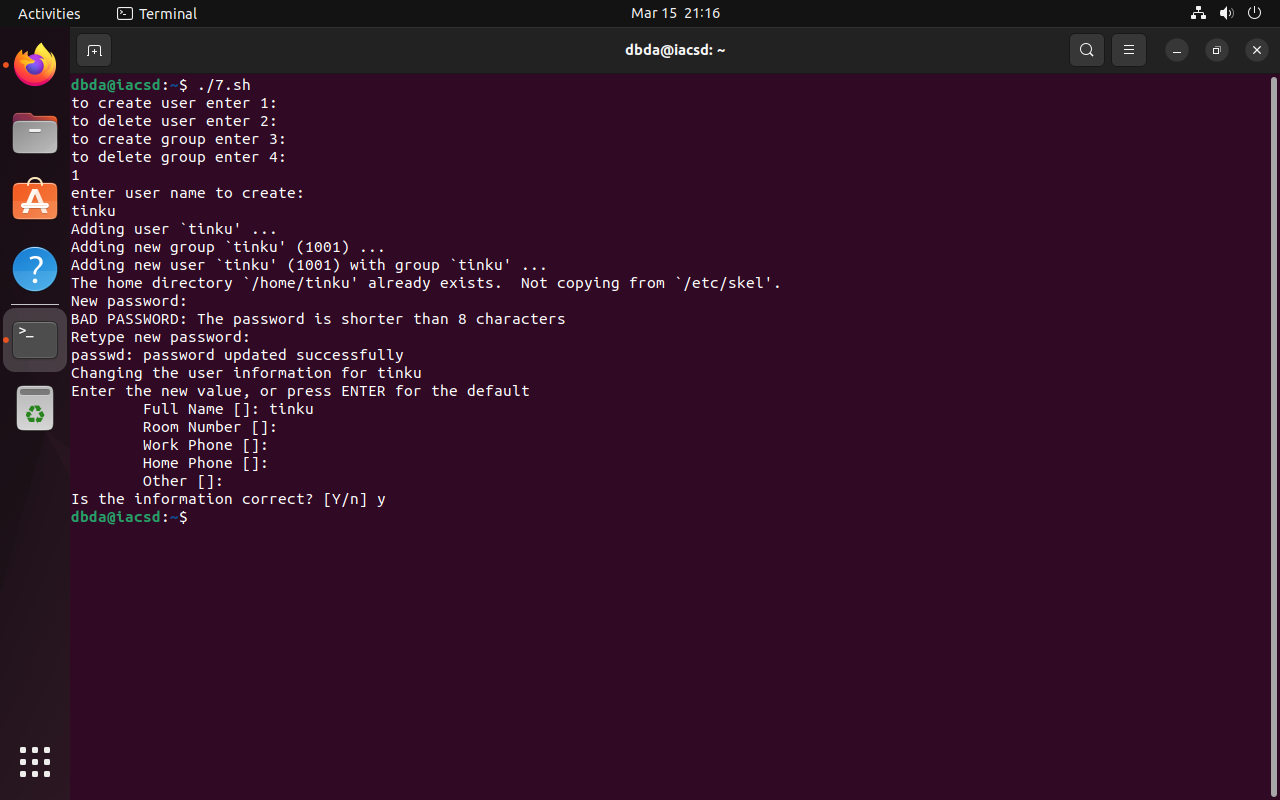 Activities Terminal Mar 15 21:16
dbda@iacsd: ~
dbda@iacsd:~$ ./7.sh
to create user enter 1:
to delete user enter 2:
to create group enter 3:
to delete group enter 4:
1
enter user name to create:
tinku
Adding user `tinku' ...
Adding new group `tinku' (1001) ...
Adding new user `tinku' (1001) with group `tinku' ...
The home directory `/home/tinku' already exists.  Not copying from `/etc/skel'.
New password:
BAD PASSWORD: The password is shorter than 8 characters
Retype new password:
passwd: password updated successfully
Changing the user information for tinku
Enter the new value, or press ENTER for the default
        Full Name []: tinku
        Room Number []:
        Work Phone []:
        Home Phone []:
        Other []:
Is the information correct? [Y/n] y
dbda@iacsd:~$